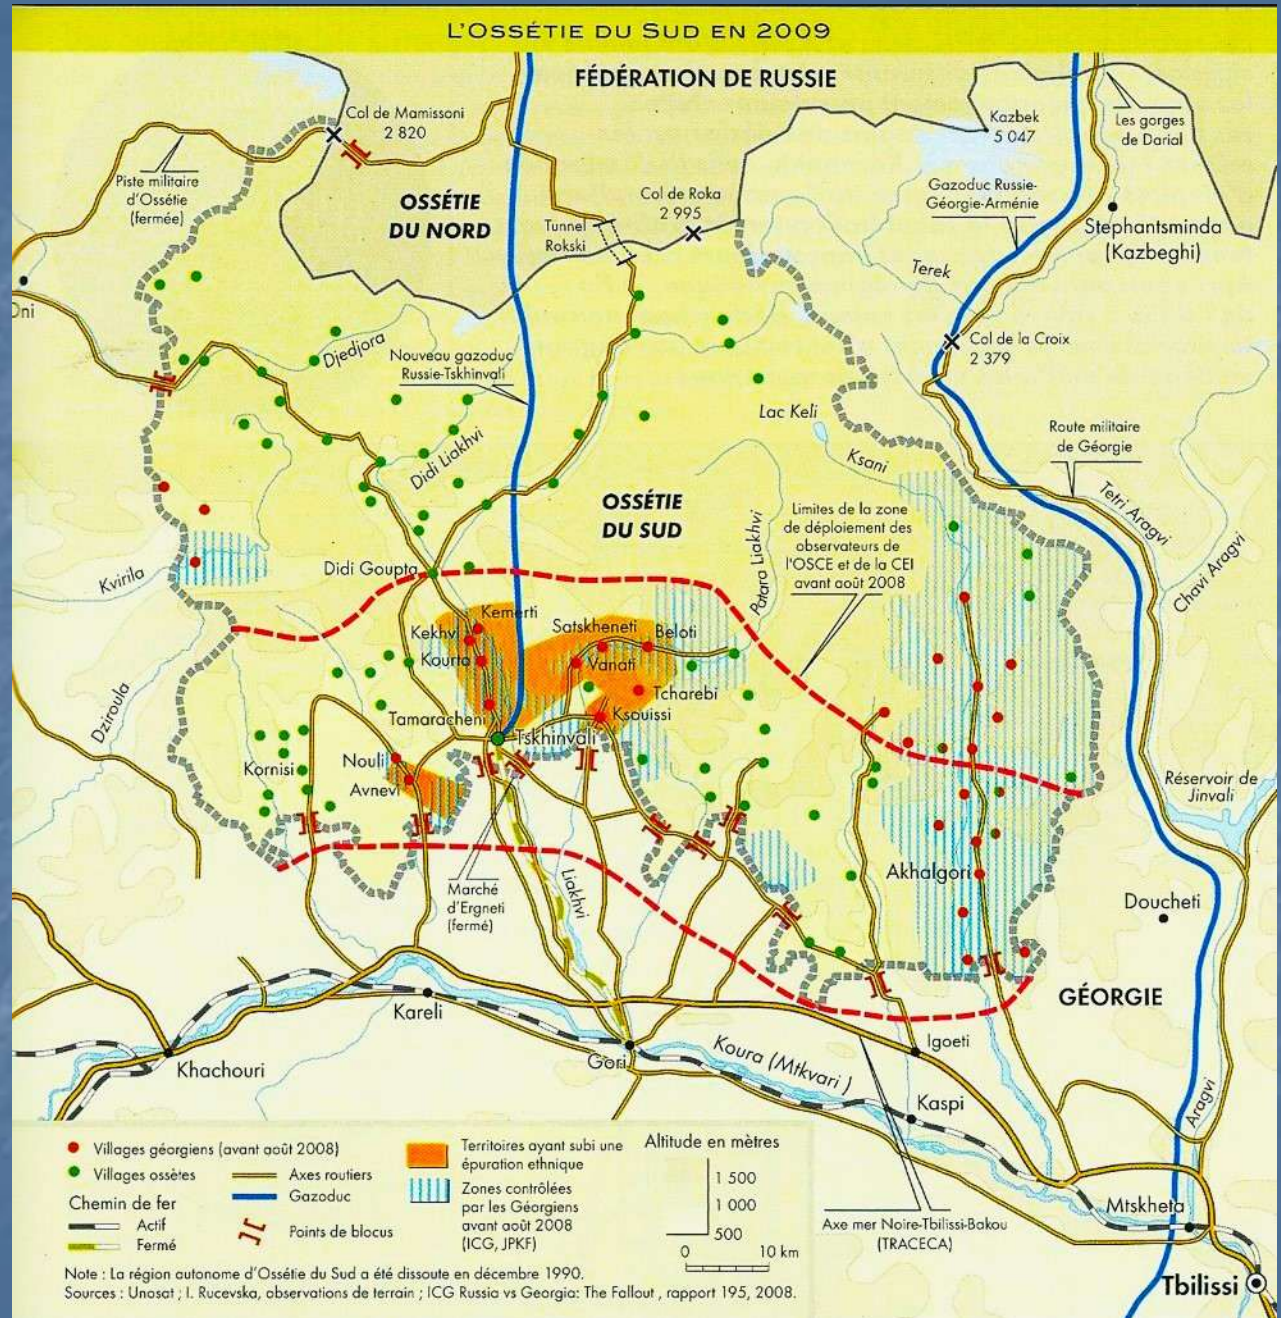 L'OSSÉTIE DU SUD EN 2009
FÉDÉRATION DE RUSSIE
Col de Mamissoni
2 820
Kazbek
5 047
Les gorges
de Darial
Piste militaire
d'Ossétie
(fermée)
OSSÉTIE
DU NORD
Col de Roka
2 995
Gazoduc Russie-
Géorgie-Arménie
Tunnel
Rokski
Stephantsminda
(Kazbeghi)
Terek
Oni
Djedjora
Col de la Croix
2 379
Nouveau gazoduc
Russie-Tskhinvali
Lac Keli
Route militaire
de Géorgie
Didi Liakhvi
Ksani
OSSÉTIE
DU SUD
Limites de la zone
de déploiement des
observateurs de
l'OSCE et de la CEI
avant août 2008
Tetri Aragvi
Patara Liakhvi
Chavi Aragvi
Kvirila
Didi Goupta
Kemerti
Kekhvi
Satskheneti
Beloti
Kourta
Vanati
Tcharebi
Dziroula
Tamaracheni
Ksouissi
Tskhinvali
Nouli
Kornisi
Avnevi
Réservoir de
Jinvali
Akhalgori
Marché
d'Ergneti
(fermé)
Liakhvi
Doucheti
GÉORGIE
Kareli
Igoeti
Khachouri
Gori
Koura (Mtkvari)
Kaspi
Aragvi
Mtskheta
Axe mer Noire-Tbilissi-Bakou
(TRACECA)
Tbilissi
Villages géorgiens (avant août 2008)
Villages ossètes
Chemin de fer
Actif
Fermé
Axes routiers
Gazoduc
Points de blocus
Territoires ayant subi une
épuration ethnique
Zones contrôlées
par les Géorgiens
avant août 2008
(ICG, JPKF)
Altitude en mètres
1 500
1 000
500
0 10 km
Note : La région autonome d'Ossétie du Sud a été dissoute en décembre 1990.
Sources : Unosat ; I. Rucevska, observations de terrain ; ICG Russia vs Georgia: The Fallout , rapport 195, 2008.